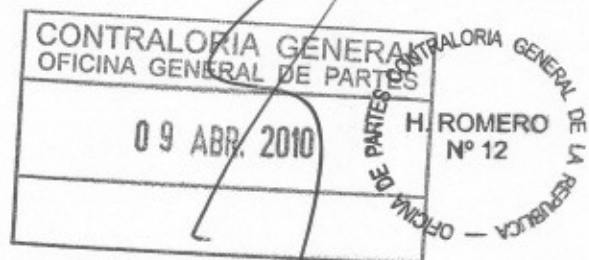 CONTRALORIA GENERAL
OFICINA GENERAL DE PARTES
09 ABR. 2010
CONTRALORIA GENERAL DE LA REPUBLICA — OFICINA DE PARTES
H. ROMERO
Nº 12